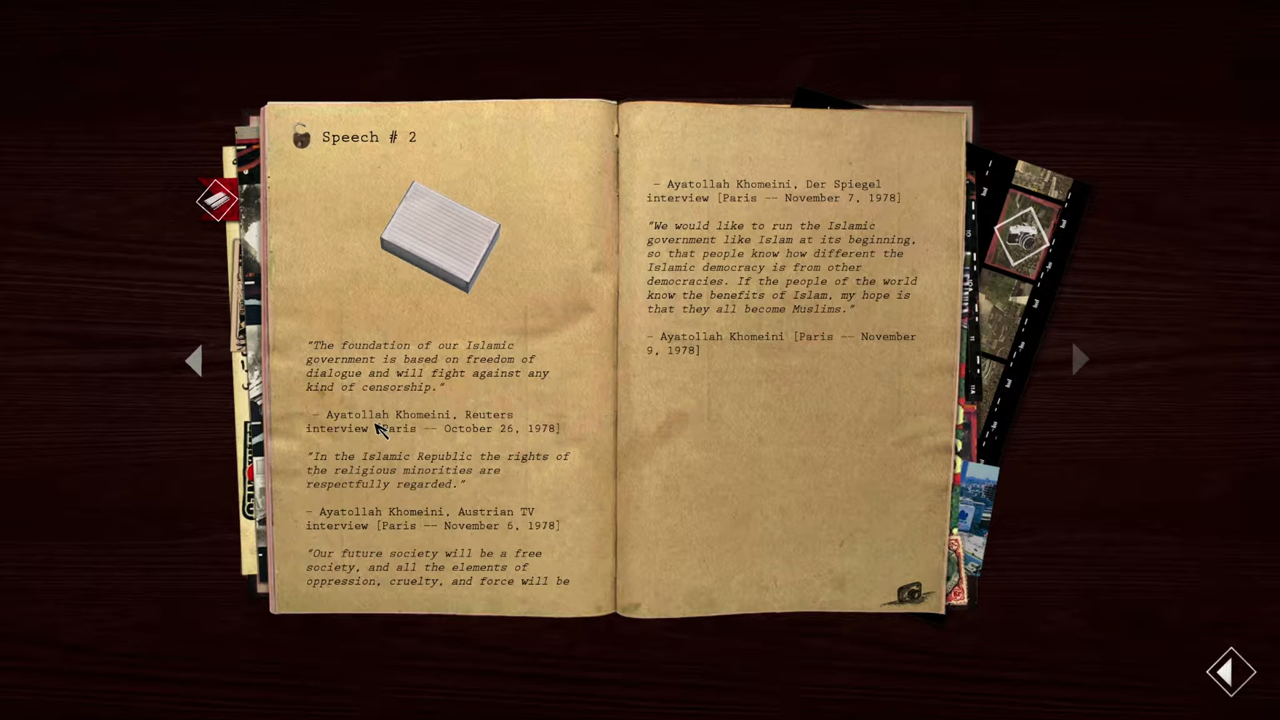 Speech # 2
"The foundation of our Islamic
government is based on freedom of
dialogue and will fight against any
kind of censorship."
— Ayatollah Khomeini, Reuters
interview [Paris -- October 26, 1978]
"In the Islamic Republic the rights of
the religious minorities are
respectfully regarded."
— Ayatollah Khomeini, Austrian TV
interview [Paris -- November 6, 1978]
"Our future society will be a free
society, and all the elements of
oppression, cruelty, and force will be
— Ayatollah Khomeini, Der Spiegel
interview [Paris -- November 7, 1978]
"We would like to run the Islamic
government like Islam at its beginning,
so that people know how different the
Islamic democracy is from other
democracies. If the people of the world
know the benefits of Islam, my hope is
that they all become Muslims."
— Ayatollah Khomeini [Paris -- November
9, 1978]